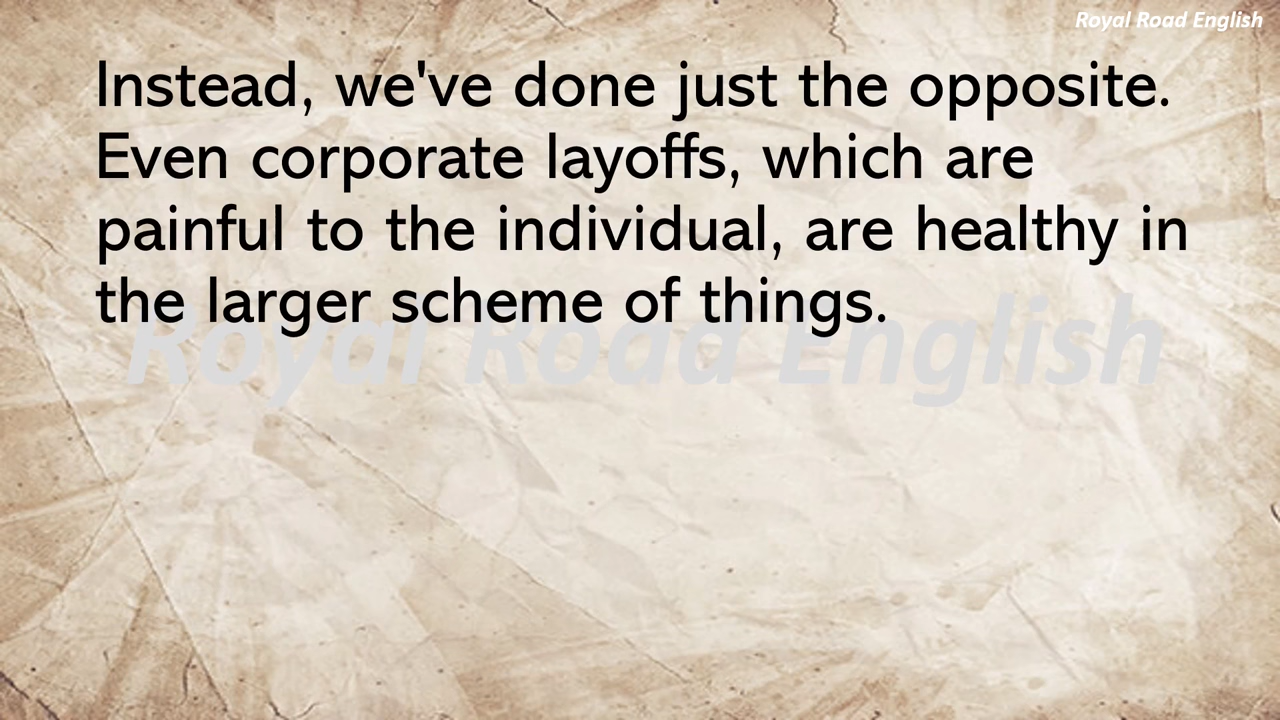 Royal Road English
Instead, we've done just the opposite.
Even corporate layoffs, which are
painful to the individual, are healthy in
the larger scheme of things.
Royal Road English